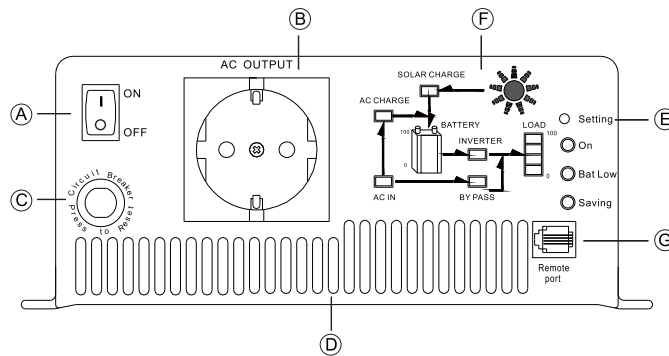 B
F
AC OUTPUT
SOLAR CHARGE
A
I
ON
OFF
AC CHARGE
BATTERY
LOAD
100
100
INVERTER
0
0
AC IN
BY PASS
Setting
E
On
Bat Low
Saving
C
Circuit Breaker
Press to Reset
G
Remote
port
D